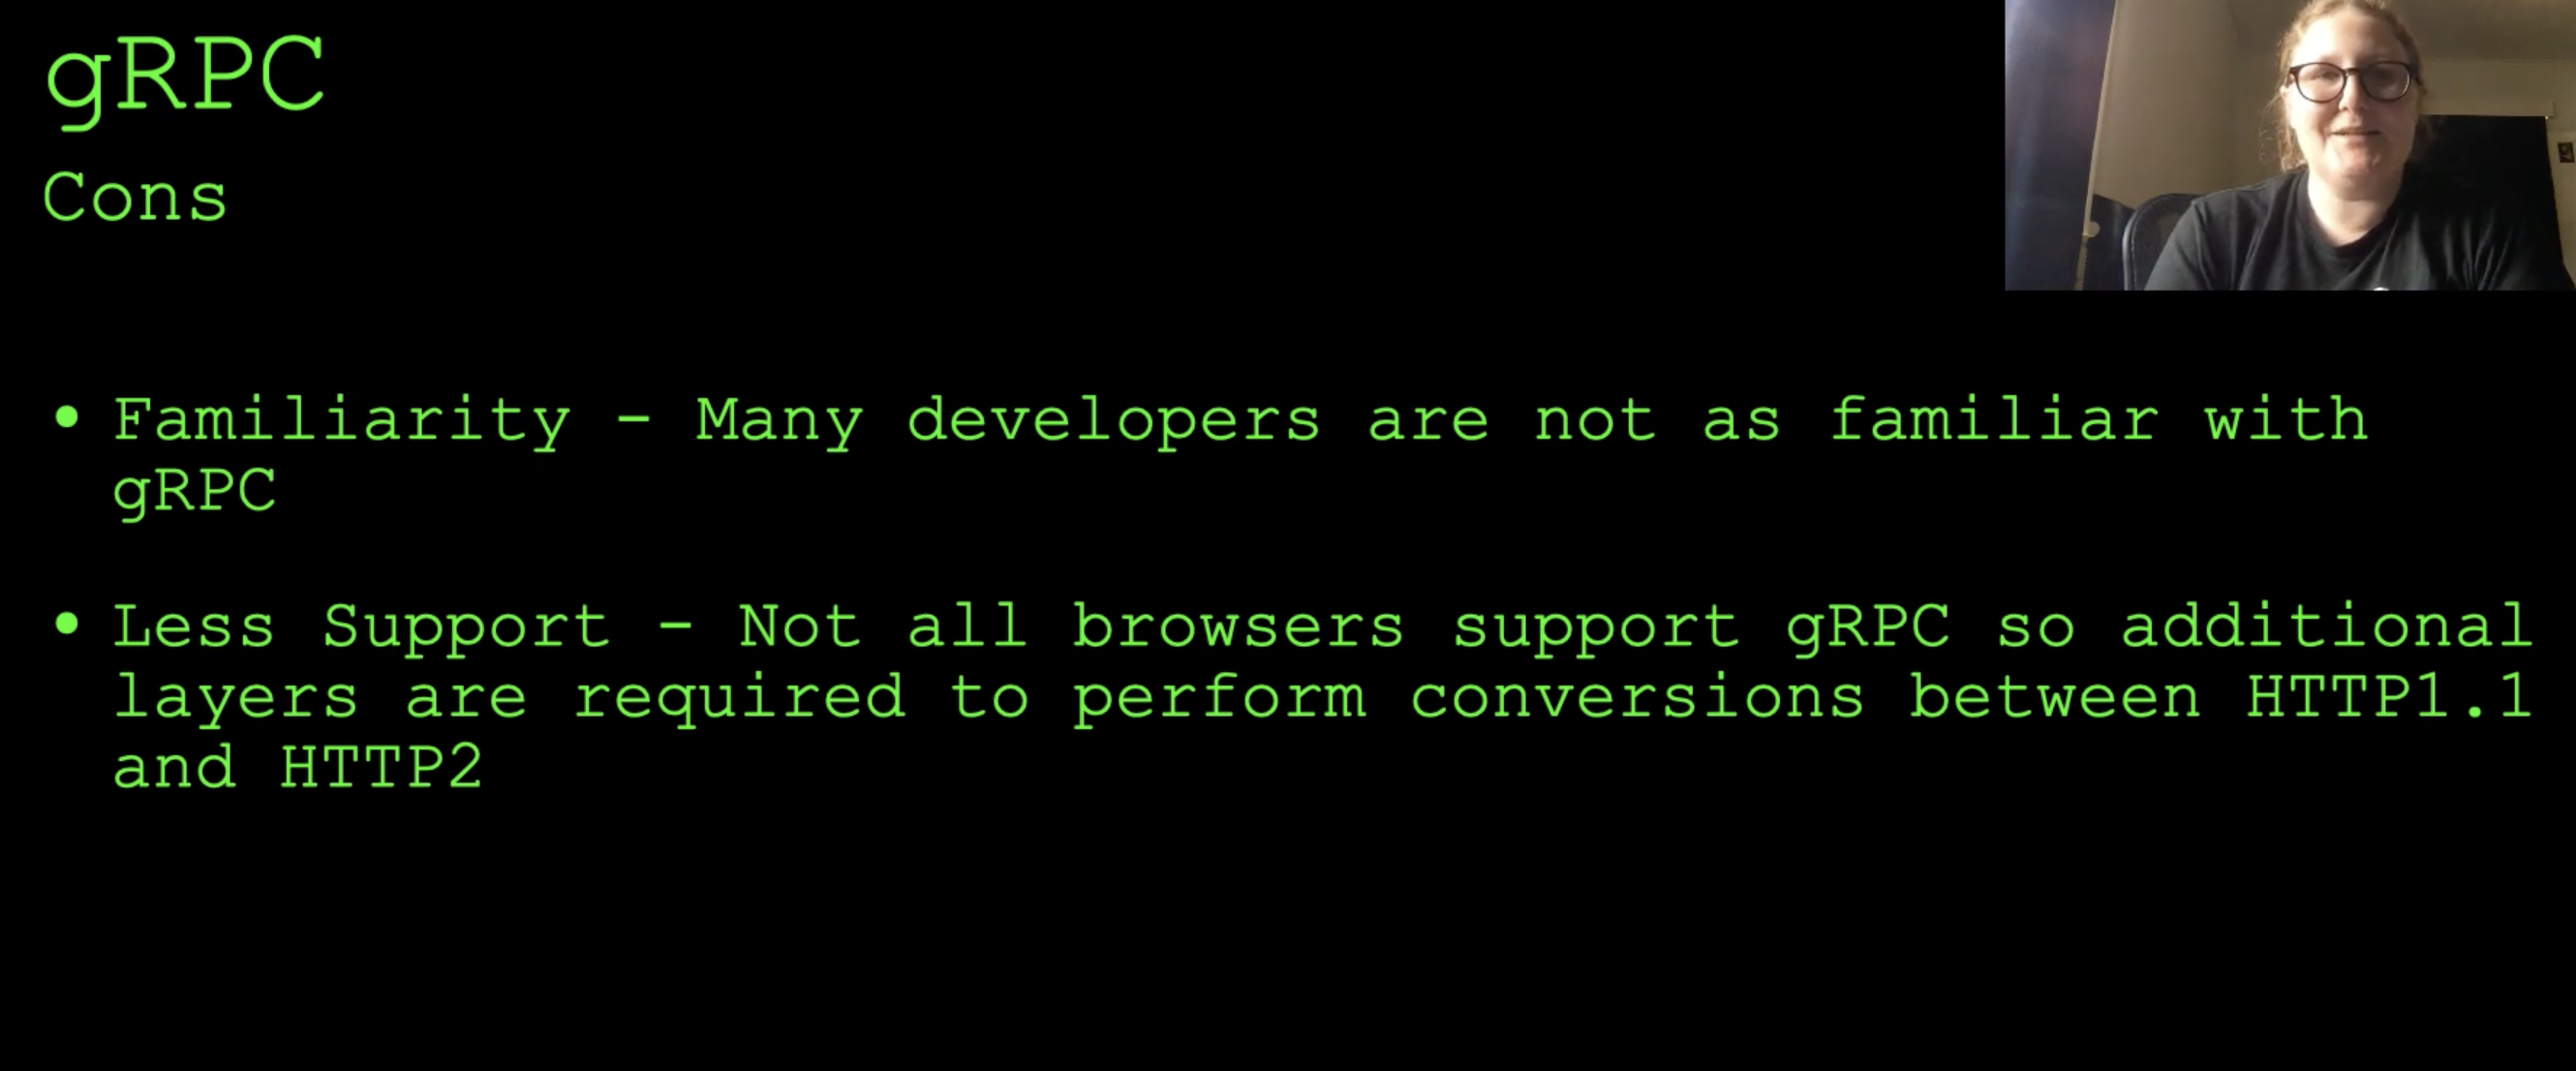 gRPC
Cons
• Familiarity - Many developers are not as familiar with
gRPC
• Less Support - Not all browsers support gRPC so additional
layers are required to perform conversions between HTTP1.1
and HTTP2